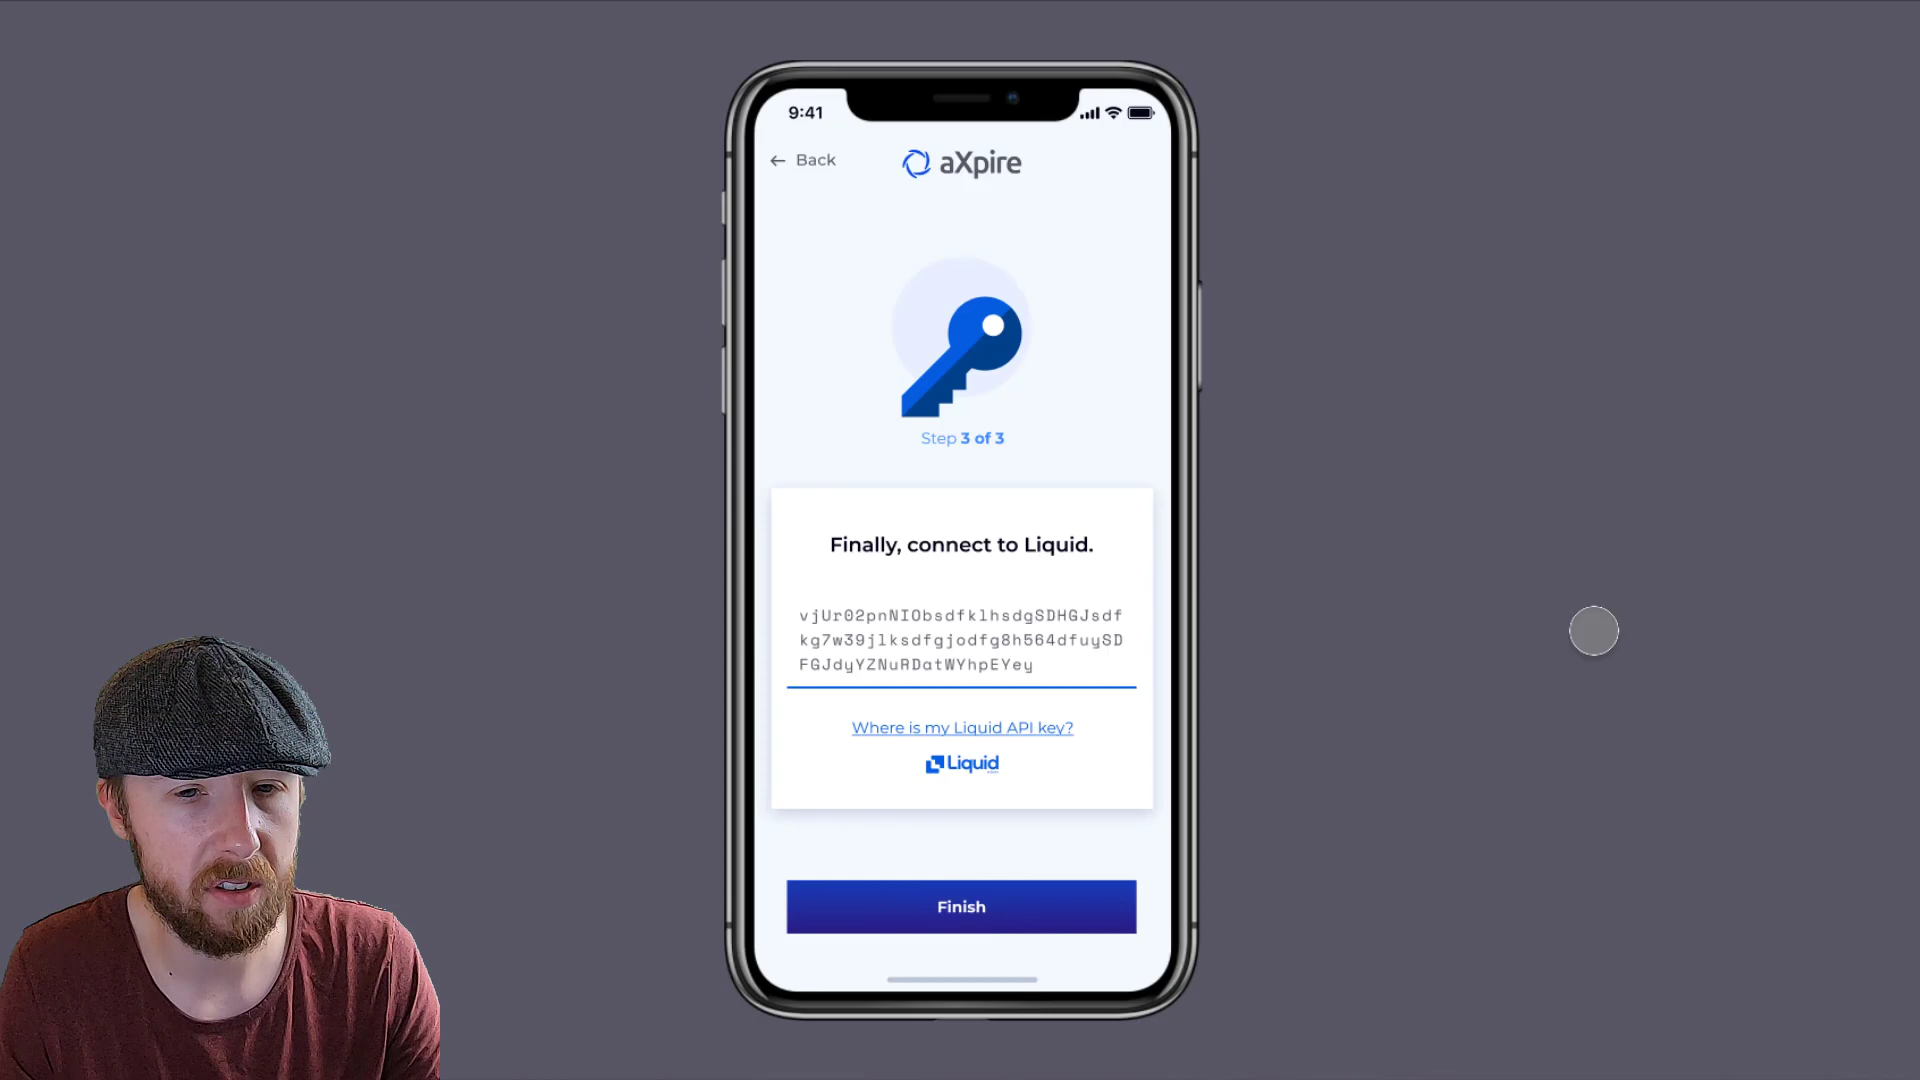 9:41
← Back
aXpire
Step 3 of 3
Finally, connect to Liquid.
vjUr02pnNIObsdfklhsdgSDHGJsdf
kg7w39jlksdfgjodfg8h564dfuySD
FGJdyYZNuRDatWYhpEYey
Where is my Liquid API key?
Liquid
Finish